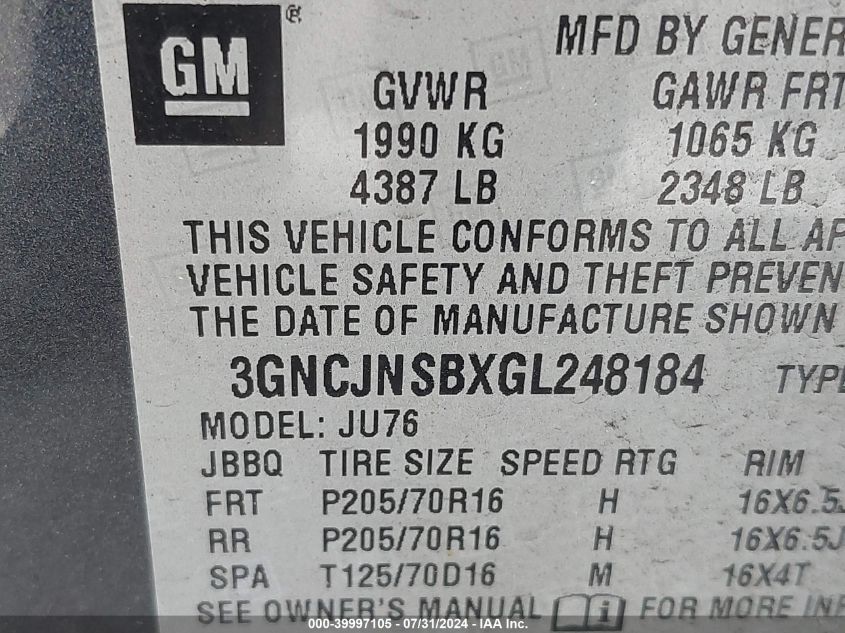 GM ®
MFD BY GENER
GVWR GAWR FRT
1990 KG 1065 KG
4387 LB 2348 LB
THIS VEHICLE CONFORMS TO ALL AP
VEHICLE SAFETY AND THEFT PREVEN
THE DATE OF MANUFACTURE SHOWN
3GNCJNSBXGL248184 TYPE
MODEL: JU76
JBBQ TIRE SIZE SPEED RTG RIM
FRT P205/70R16 H 16X6.5J
RR P205/70R16 H 16X6.5J
SPA T125/70D16 M 16X4T
SEE OWNER'S MANUAL i FOR MORE INF
000-39997105 - 07/31/2024 - IAA Inc.